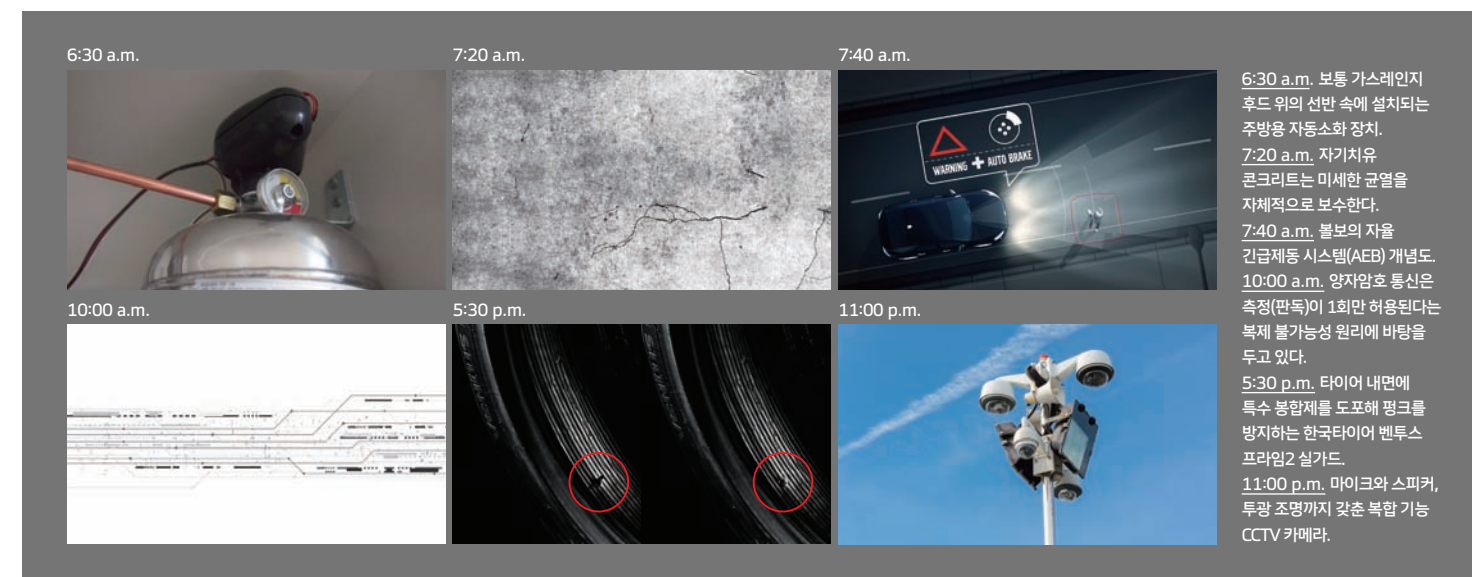 6:30 a.m.
7:20 a.m.
7:40 a.m.
WARNING + AUTO BRAKE
10:00 a.m.
5:30 p.m.
11:00 p.m.
6:30 a.m. 보통 가스레인지
후드 위의 선반 속에 설치되는
주방용 자동소화 장치.
7:20 a.m. 자기치유
콘크리트는 미세한 균열을
자체적으로 보수한다.
7:40 a.m. 볼보의 자율
긴급제동 시스템(AEB) 개념도.
10:00 a.m. 양자암호 통신은
측정(판독)이 1회만 허용된다는
복제 불가능성 원리에 바탕을
두고 있다.
5:30 p.m. 타이어 내면에
특수 봉합제를 도포해 펑크를
방지하는 한국타이어 벤투스
프라임2 실가드.
11:00 p.m. 마이크와 스피커,
투광 조명까지 갖춘 복합 기능
CCTV 카메라.